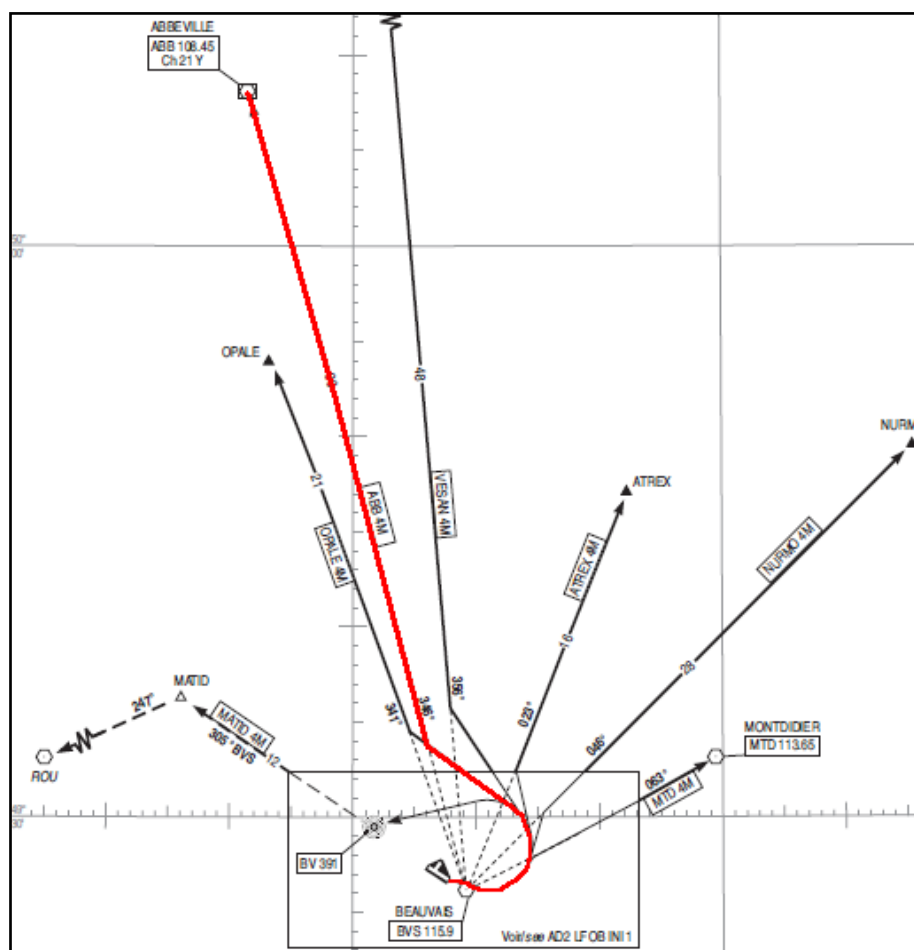 ABBEVILLE
ABB 108.45
Ch 21 Y
50°
00'
OPALE
48
NURM
21
ATREX
ABB 4M
VESAN 4M
OPALE 4M
ATREX 4M
NURMO 4M
16
28
MATID
247°
MATID 4M
305° BVS
12
341°
346°
356°
023°
046°
ROU
MONTDIDIER
MTD 113.65
063°
MTD 4M
49°
30'
BV 391
BEAUVAIS
BVS 115.9
Voir/see AD2 LFOB INI 1